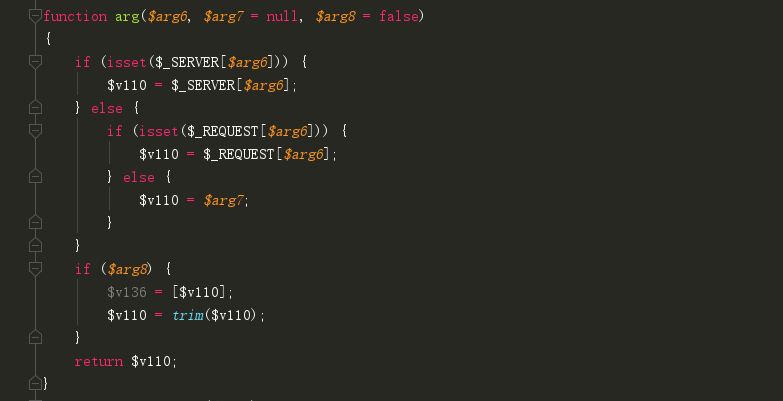 function arg($arg6, $arg7 = null, $arg8 = false)
{
    if (isset($_SERVER[$arg6])) {
        $v110 = $_SERVER[$arg6];
    } else {
        if (isset($_REQUEST[$arg6])) {
            $v110 = $_REQUEST[$arg6];
        } else {
            $v110 = $arg7;
        }
    }
    if ($arg8) {
        $v136 = [$v110];
        $v110 = trim($v110);
    }
    return $v110;
}